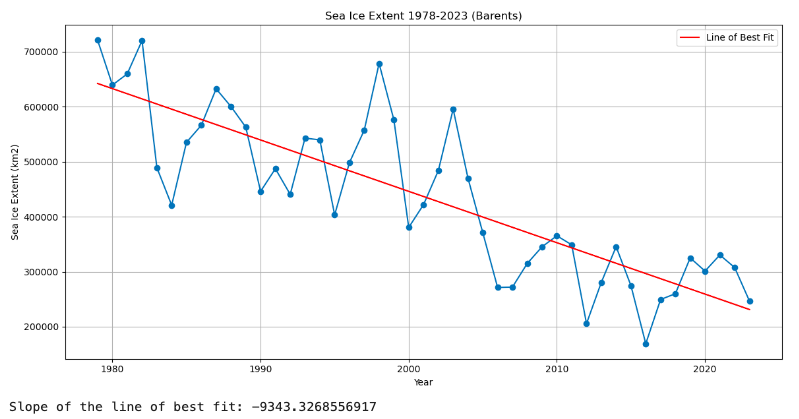 Sea Ice Extent 1978-2023 (Barents)
Line of Best Fit
700000
600000
500000
400000
300000
200000
Sea Ice Extent (km2)
1980
1990
2000
2010
2020
Year
Slope of the line of best fit: -9343.3268556917